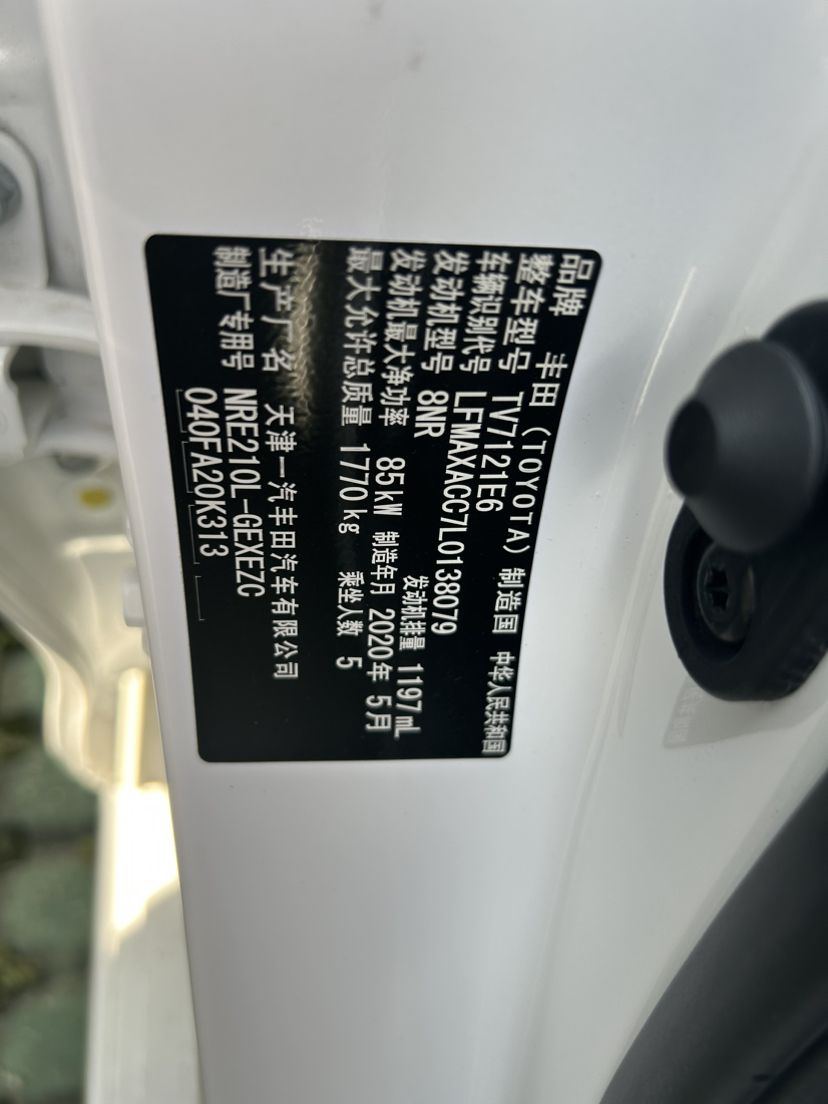 品牌 丰田（TOYOTA） 制造国 中华人民共和国
整车型号 TV7121E6
车辆识别代号 LFMAXACC7L0138079
发动机型号 8NR 发动机排量 1197 mL
发动机最大净功率 85kW 制造年月 2020年 5月
最大允许总质量 1770 kg 乘坐人数 5
生产厂名 天津一汽丰田汽车有限公司
制造厂专用号 NRE210L-GEXEZC
040FA20K313